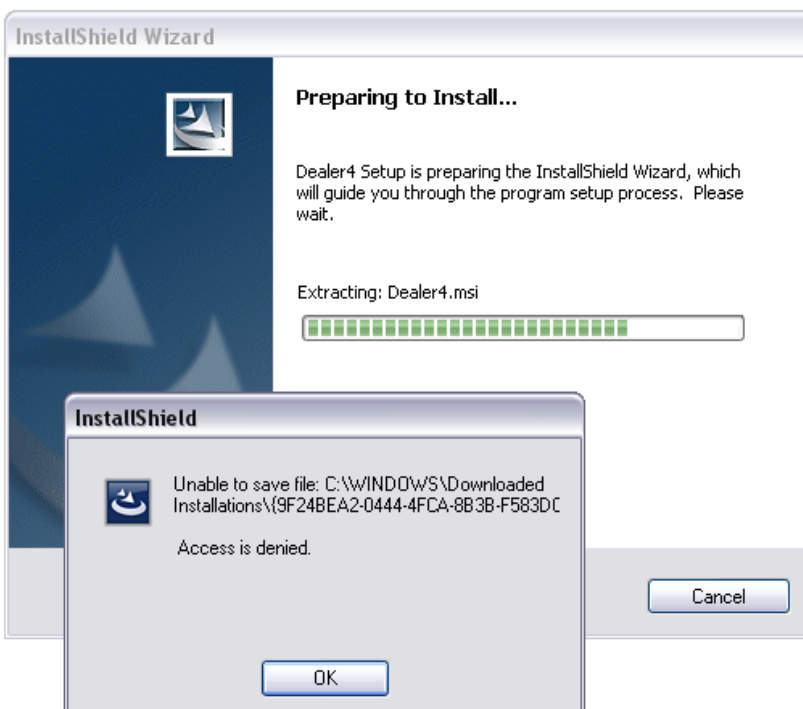 InstallShield Wizard
Preparing to Install...
Dealer4 Setup is preparing the InstallShield Wizard, which
will guide you through the program setup process.  Please
wait.
Extracting: Dealer4.msi
InstallShield
Unable to save file: C:\WINDOWS\Downloaded
Installations\{9F24BEA2-0444-4FCA-8B3B-F583DC
Access is denied.
Cancel
OK